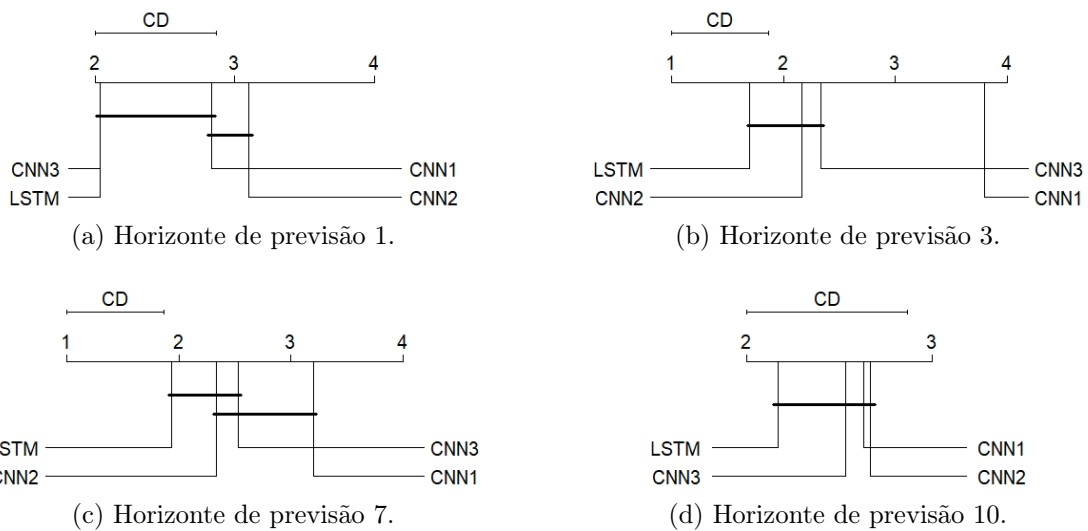 CD
2 3 4
CNN3 CNN1
LSTM CNN2
(a) Horizonte de previsão 1.
CD
1 2 3 4
LSTM CNN3
CNN2 CNN1
(b) Horizonte de previsão 3.
CD
1 2 3 4
STM CNN3
CNN2 CNN1
(c) Horizonte de previsão 7.
CD
2 3
LSTM CNN1
CNN3 CNN2
(d) Horizonte de previsão 10.